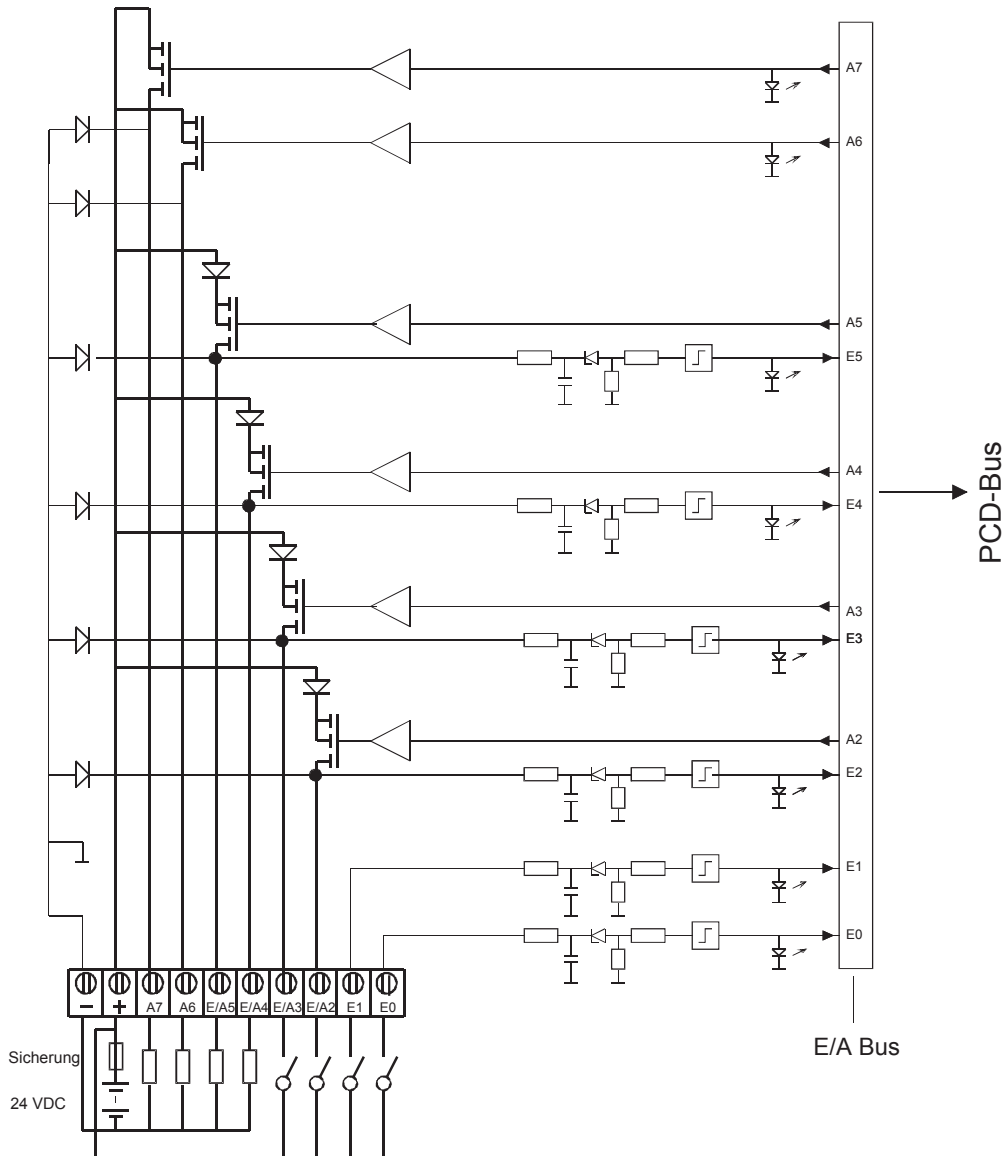 A7
A6
A5
E5
A4
E4
A3
E3
A2
E2
E1
E0
PCD-Bus
E/A Bus
- + A7 A6 E/A5 E/A4 E/A3 E/A2 E1 E0
Sicherung
24 VDC